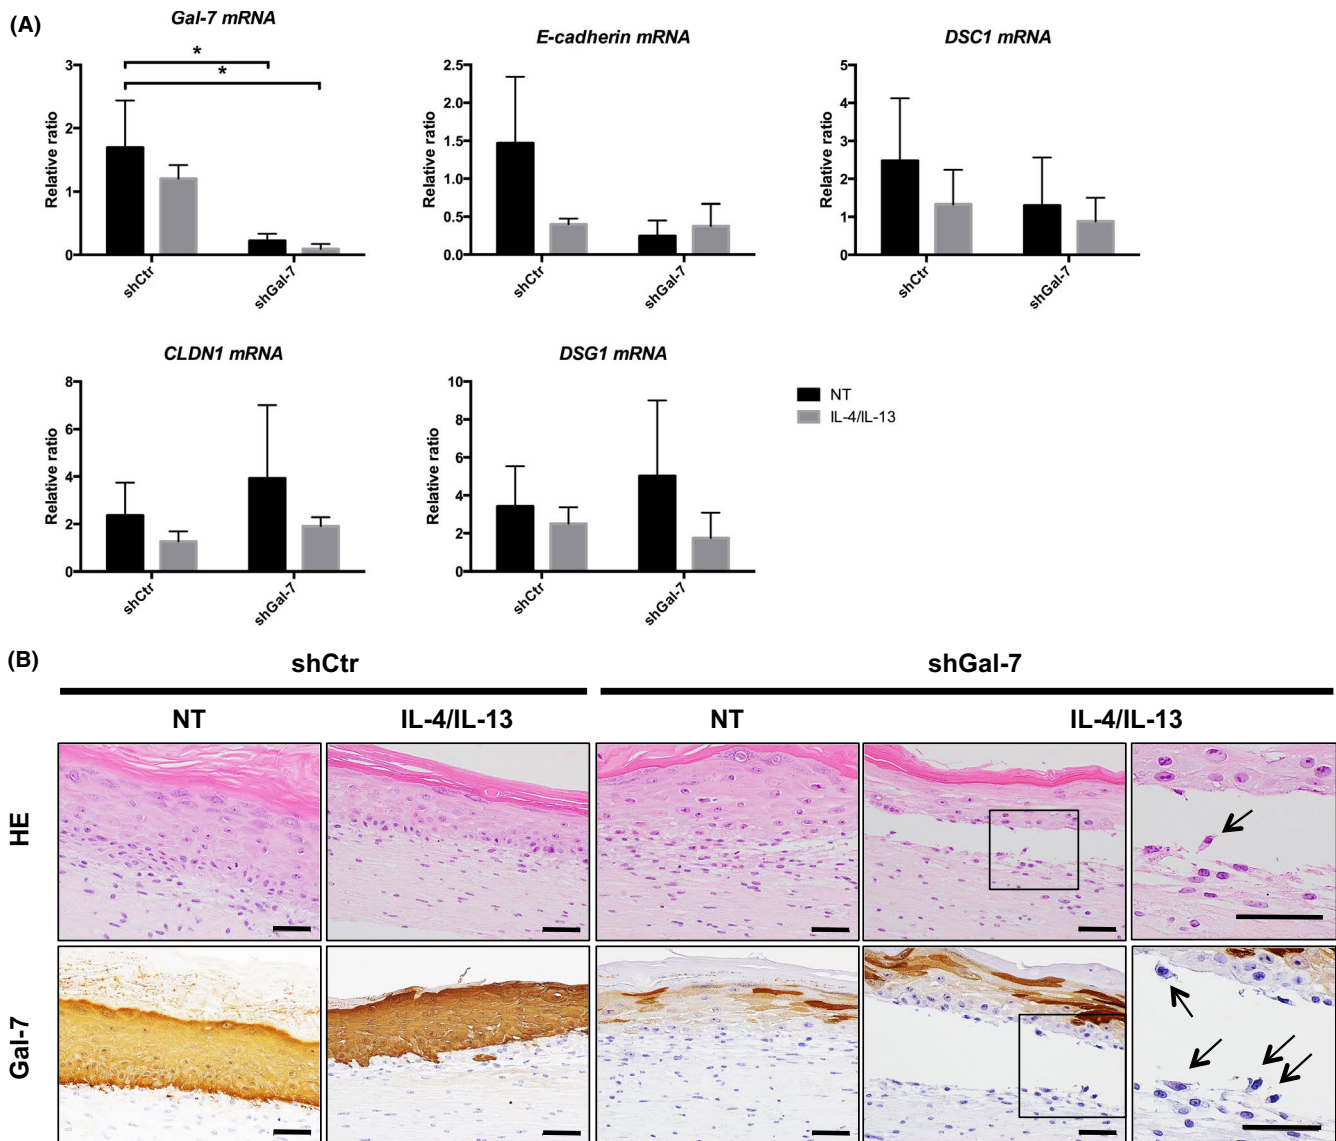 (A)
Gal-7 mRNA
Relative ratio
3
2
1
0
*
*
shCtr
shGal-7
E-cadherin mRNA
Relative ratio
2.5
2.0
1.5
1.0
0.5
0.0
shCtr
shGal-7
DSC1 mRNA
Relative ratio
5
4
3
2
1
0
shCtr
shGal-7
CLDN1 mRNA
Relative ratio
8
6
4
2
0
shCtr
shGal-7
DSG1 mRNA
Relative ratio
10
8
6
4
2
0
shCtr
shGal-7
NT
IL-4/IL-13
(B)
shCtr shGal-7
NT IL-4/IL-13 NT IL-4/IL-13
HE
Gal-7